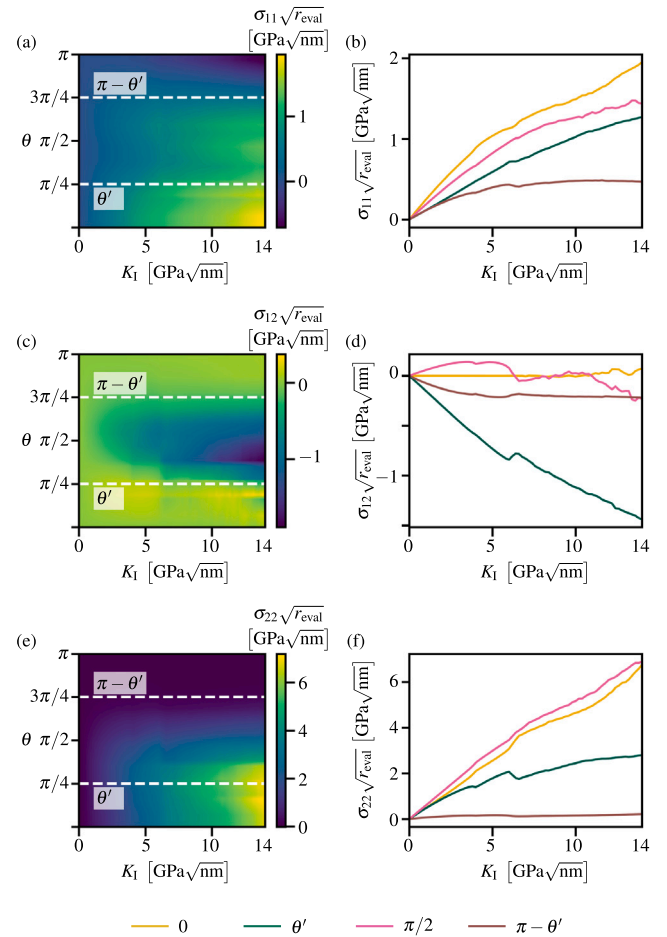 (a)
σ₁₁√r_eval
[GPa√nm]
π
3π/4
θ π/2
π/4
π − θ′
θ′
1
0
0 5 10 14
K_I [GPa√nm]
(b)
σ₁₁√r_eval [GPa√nm]
2
1
0
0 5 10 14
K_I [GPa√nm]
(c)
σ₁₂√r_eval
[GPa√nm]
π
3π/4
θ π/2
π/4
π − θ′
θ′
0
−1
0 5 10 14
K_I [GPa√nm]
(d)
σ₁₂√r_eval [GPa√nm]
0
−1
0 5 10 14
K_I [GPa√nm]
(e)
σ₂₂√r_eval
[GPa√nm]
π
3π/4
θ π/2
π/4
π − θ′
θ′
6
4
2
0
0 5 10 14
K_I [GPa√nm]
(f)
σ₂₂√r_eval [GPa√nm]
6
4
2
0
0 5 10 14
K_I [GPa√nm]
0 θ′ π/2 π − θ′